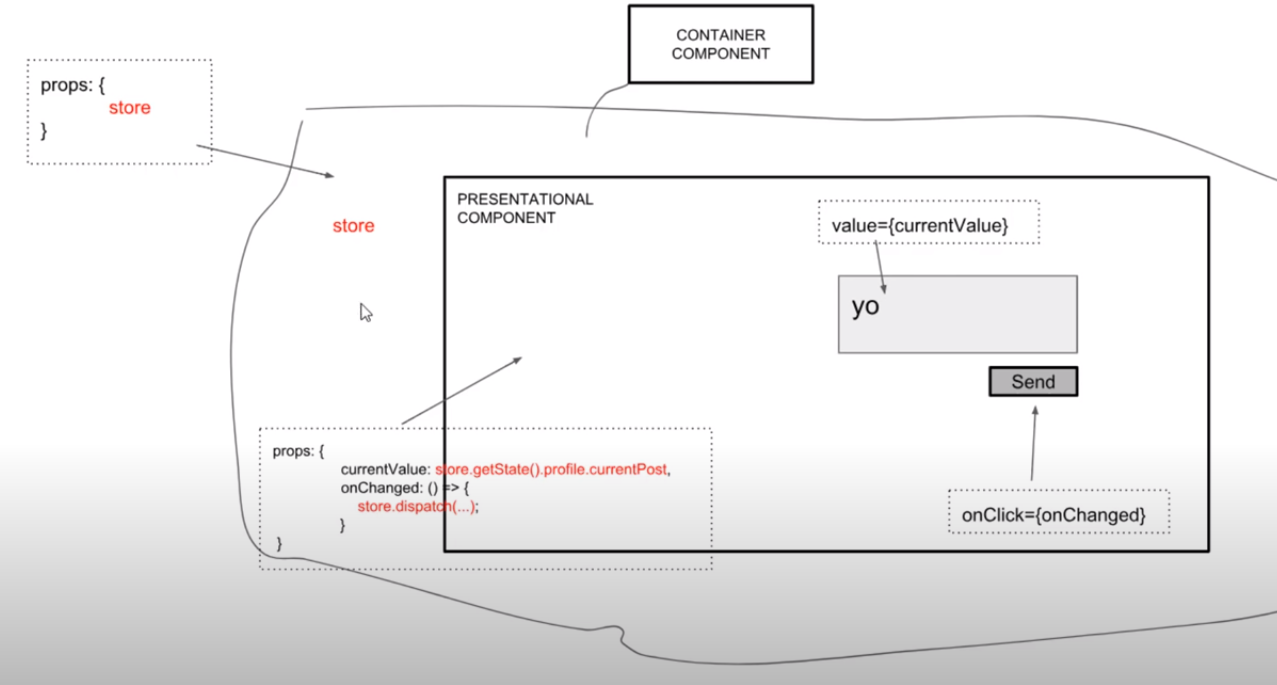 CONTAINER
COMPONENT
props: {
store
}
store
PRESENTATIONAL
COMPONENT
value={currentValue}
yo
Send
onClick={onChanged}
props: {
currentValue: store.getState().profile.currentPost,
onChanged: () => {
store.dispatch(...);
}
}